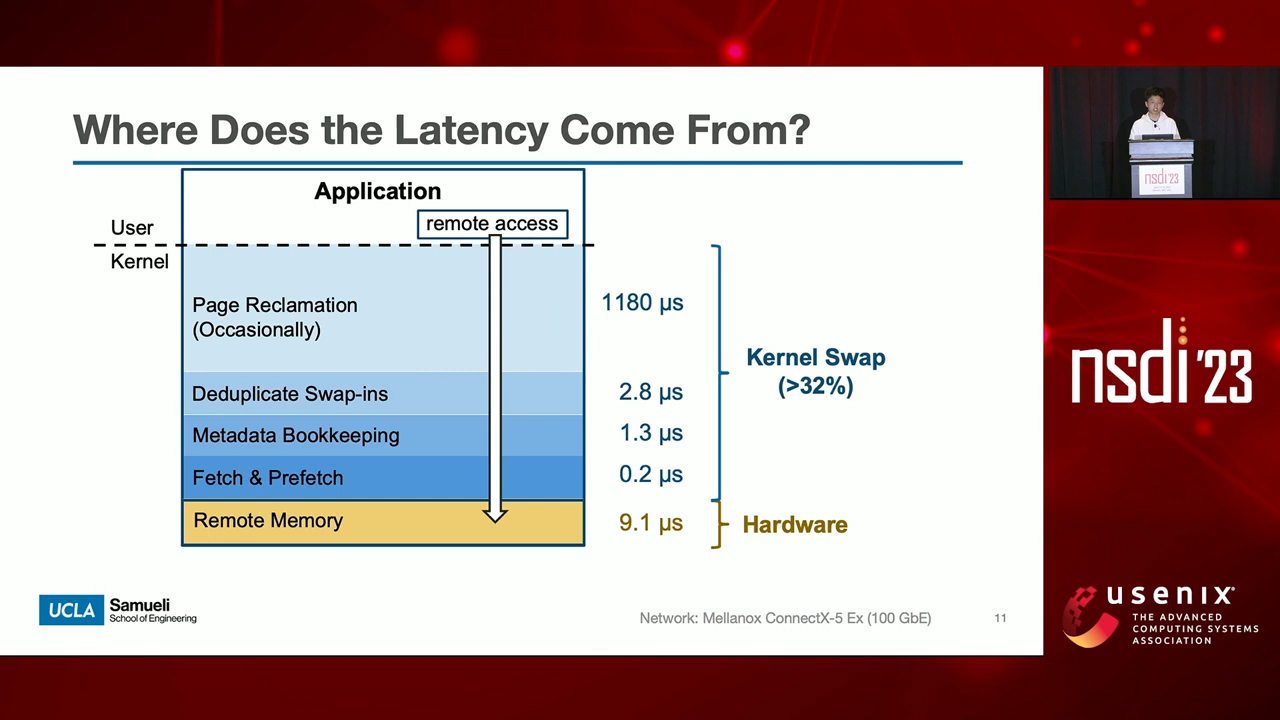 Where Does the Latency Come From?
Application
User
remote access
Kernel
Page Reclamation
(Occasionally)
1180 μs
Deduplicate Swap-ins
2.8 μs
Metadata Bookkeeping
1.3 μs
Fetch & Prefetch
0.2 μs
Kernel Swap
(>32%)
Remote Memory
9.1 μs
Hardware
UCLA
Samueli
School of Engineering
Network: Mellanox ConnectX-5 Ex (100 GbE)
11
nsdi'23
nsdi '23
usenix®
THE ADVANCED
COMPUTING SYSTEMS
ASSOCIATION